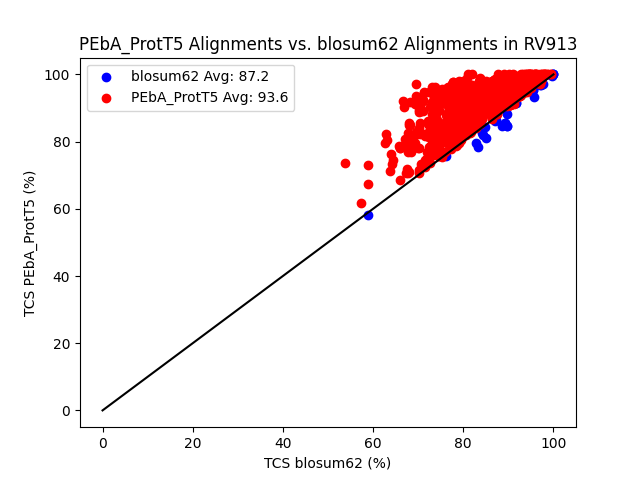 PEbA_ProtT5 Alignments vs. blosum62 Alignments in RV913
blosum62 Avg: 87.2
PEbA_ProtT5 Avg: 93.6
TCS PEbA_ProtT5 (%)
100
80
60
40
20
0
0 20 40 60 80 100
TCS blosum62 (%)